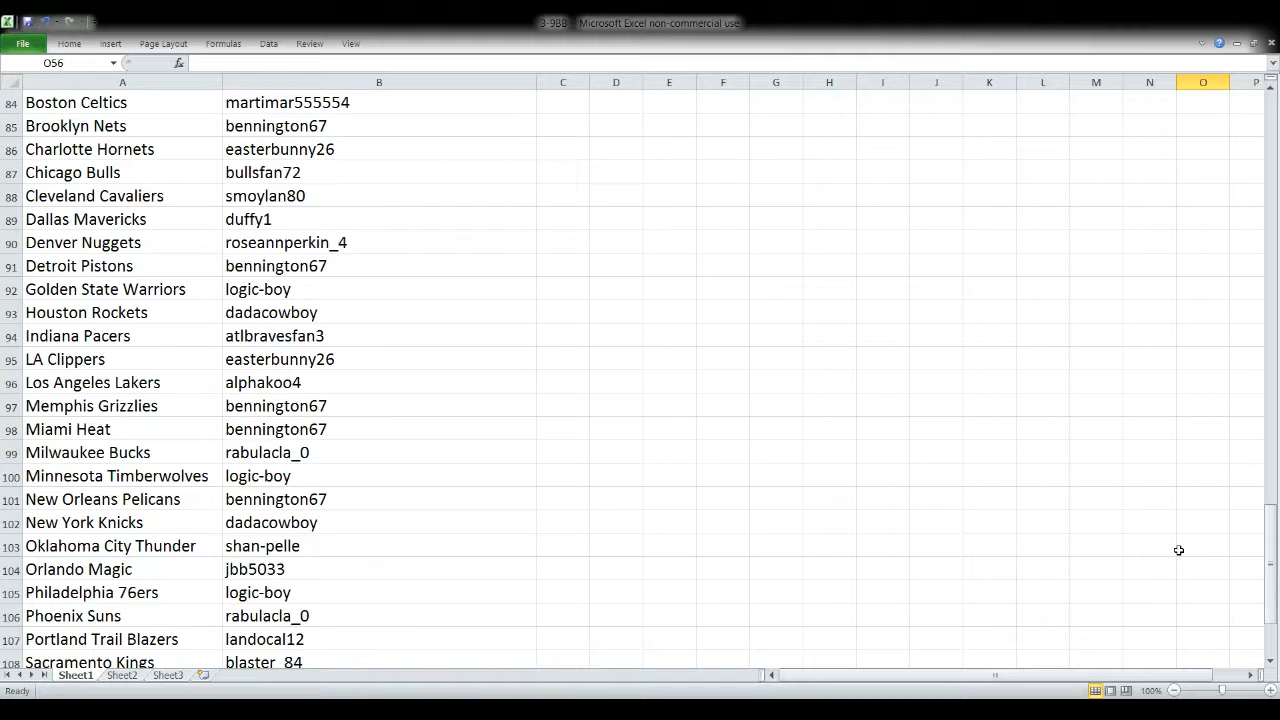 3-9BB - Microsoft Excel non-commercial use
File Home Insert Page Layout Formulas Data Review View
O56 fx
A B C D E F G H I J K L M N O P
84 Boston Celtics martimar555554
85 Brooklyn Nets bennington67
86 Charlotte Hornets easterbunny26
87 Chicago Bulls bullsfan72
88 Cleveland Cavaliers smoylan80
89 Dallas Mavericks duffy1
90 Denver Nuggets roseannperkin_4
91 Detroit Pistons bennington67
92 Golden State Warriors logic-boy
93 Houston Rockets dadacowboy
94 Indiana Pacers atlbravesfan3
95 LA Clippers easterbunny26
96 Los Angeles Lakers alphakoo4
97 Memphis Grizzlies bennington67
98 Miami Heat bennington67
99 Milwaukee Bucks rabulacla_0
100 Minnesota Timberwolves logic-boy
101 New Orleans Pelicans bennington67
102 New York Knicks dadacowboy
103 Oklahoma City Thunder shan-pelle
104 Orlando Magic jbb5033
105 Philadelphia 76ers logic-boy
106 Phoenix Suns rabulacla_0
107 Portland Trail Blazers landocal12
108 Sacramento Kings blaster_84
Sheet1 Sheet2 Sheet3
Ready 100%